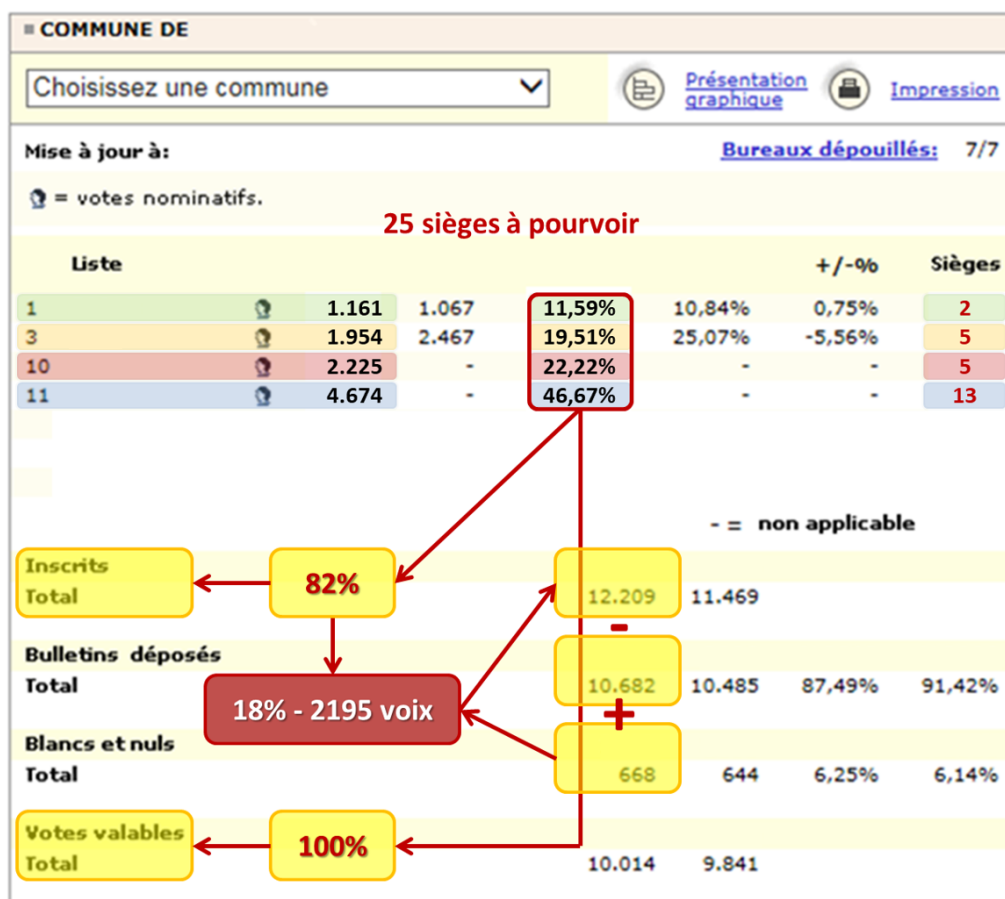 COMMUNE DE
Choisissez une commune
Présentation graphique
Impression
Mise à jour à: Bureaux dépouillés: 7/7
= votes nominatifs.
25 sièges à pourvoir
Liste +/-% Sièges
1 1.161 1.067 11,59% 10,84% 0,75% 2
3 1.954 2.467 19,51% 25,07% -5,56% 5
10 2.225 - 22,22% - - 5
11 4.674 - 46,67% - - 13
- = non applicable
Inscrits
82%
Total 12.209 11.469
-
Bulletins déposés
Total 10.682 10.485 87,49% 91,42%
18% - 2195 voix
+
Blancs et nuls
Total 668 644 6,25% 6,14%
Votes valables
100%
Total 10.014 9.841